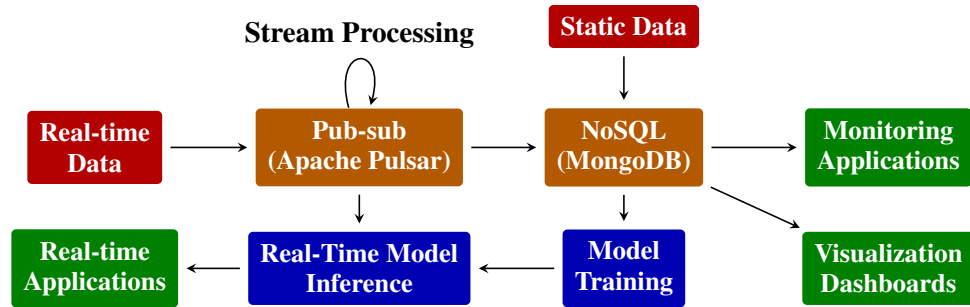 Stream Processing
Static Data
Real-time
Data
Pub-sub
(Apache Pulsar)
NoSQL
(MongoDB)
Monitoring
Applications
Real-time
Applications
Real-Time Model
Inference
Model
Training
Visualization
Dashboards